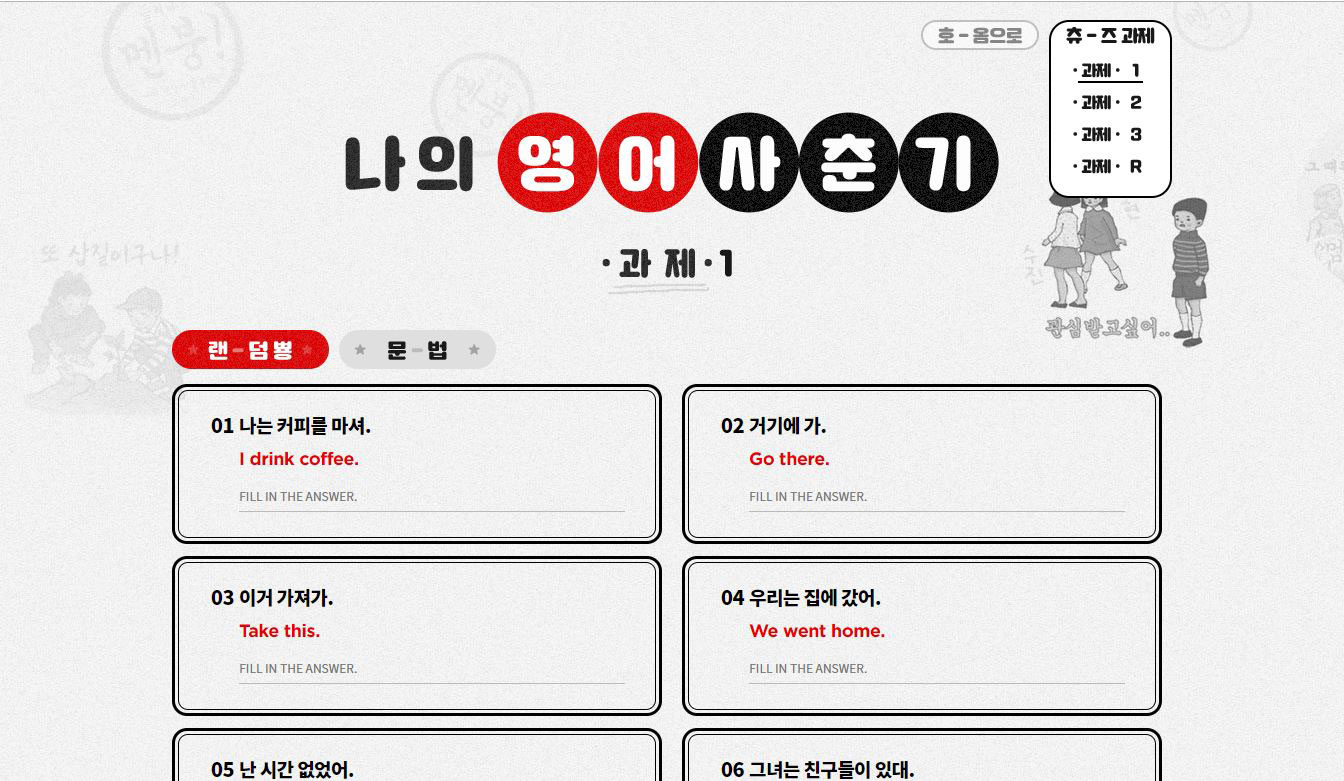 멘붕!
호 - 옴으로
츄 - 즈 과제
· 과제 · 1
· 과제 · 2
· 과제 · 3
· 과제 · R
나의 영어사춘기
· 과 제 · 1
또 삽질이구나!
수진
현
관심받고싶어..
랜 - 덤 뽕
문 - 법
01 나는 커피를 마셔.
I drink coffee.
FILL IN THE ANSWER.
02 거기에 가.
Go there.
FILL IN THE ANSWER.
03 이거 가져가.
Take this.
FILL IN THE ANSWER.
04 우리는 집에 갔어.
We went home.
FILL IN THE ANSWER.
05 난 시간 없었어.
06 그녀는 친구들이 있대.